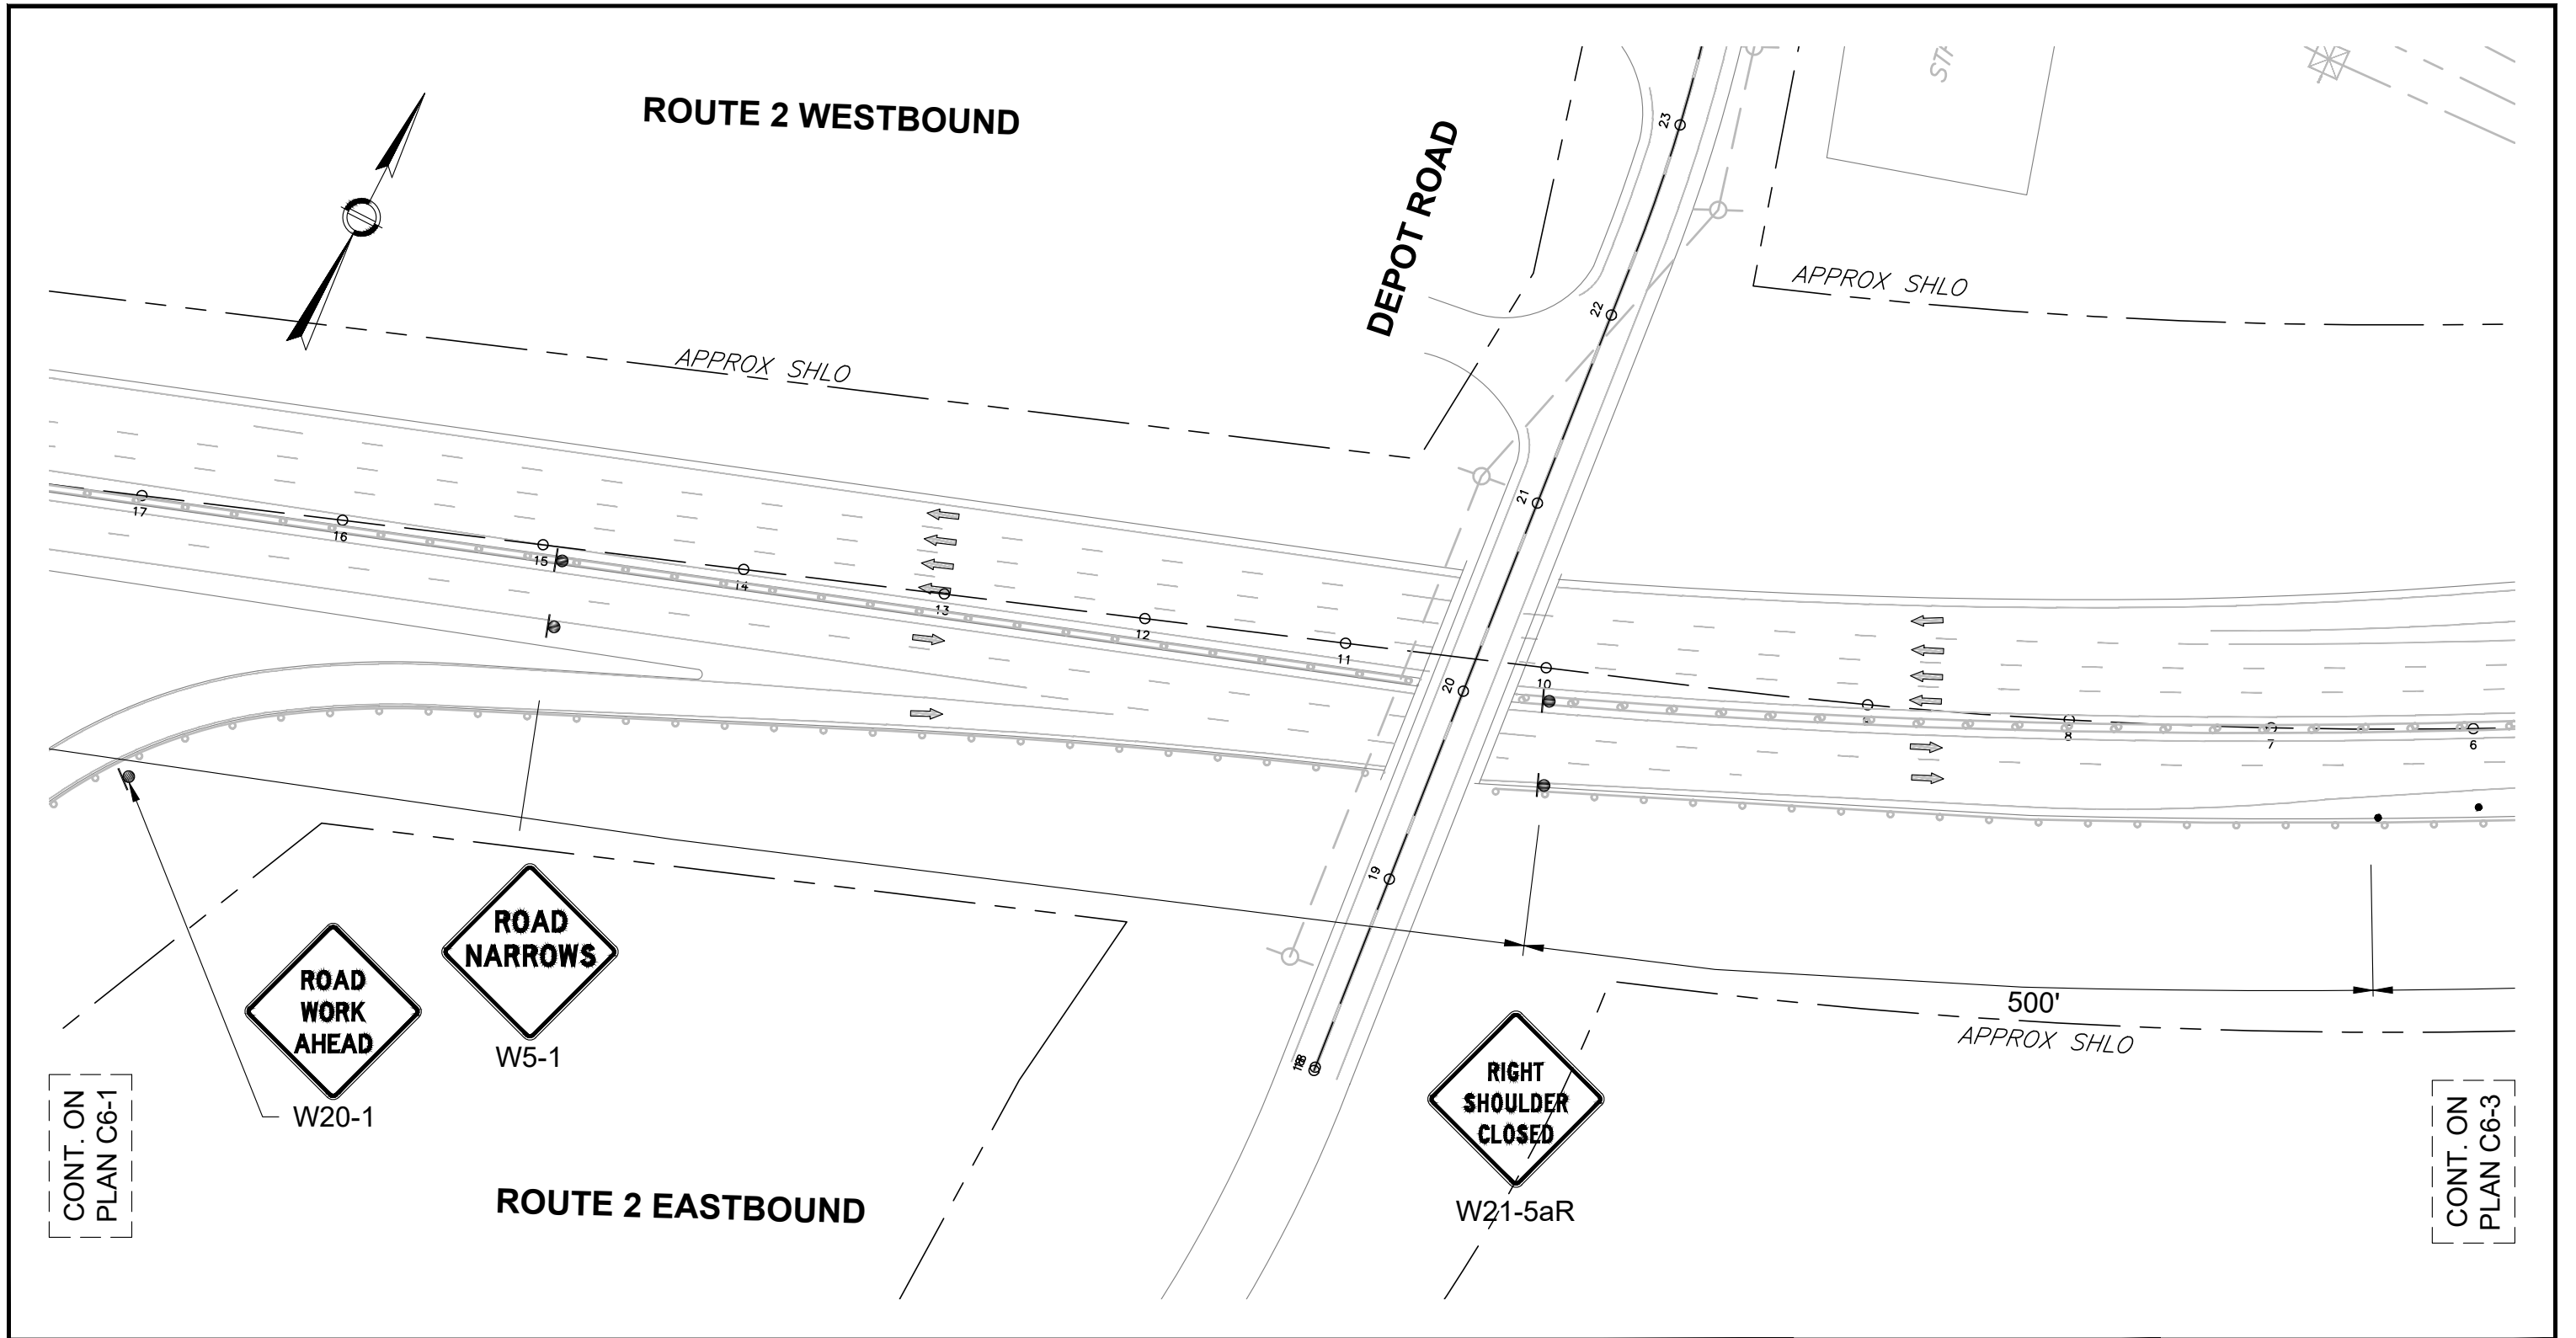 ROUTE 2 WESTBOUND
DEPOT ROAD
23
22
21
20
19
APPROX SHLO
APPROX SHLO
17
16
15
14
13
12
11
10
8
7
6
500'
APPROX SHLO
ROAD
NARROWS
W5-1
ROAD
WORK
AHEAD
W20-1
RIGHT
SHOULDER
CLOSED
W21-5aR
ROUTE 2 EASTBOUND
CONT. ON
PLAN C6-1
CONT. ON
PLAN C6-3